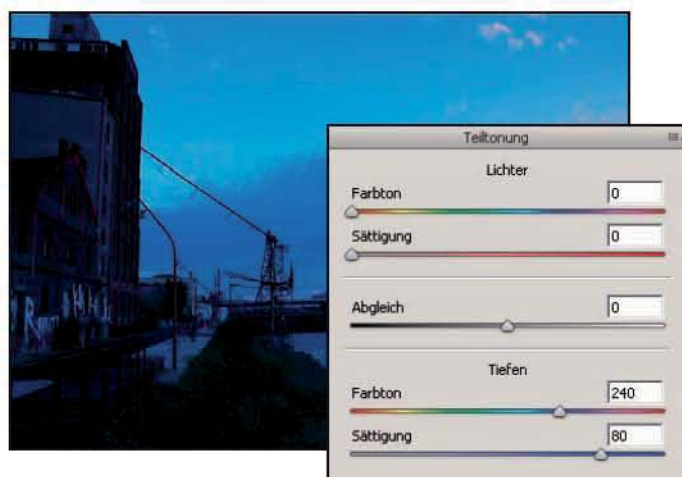 Teiltonung
Lichter
Farbton 0
Sättigung 0
Abgleich 0
Tiefen
Farbton 240
Sättigung 80